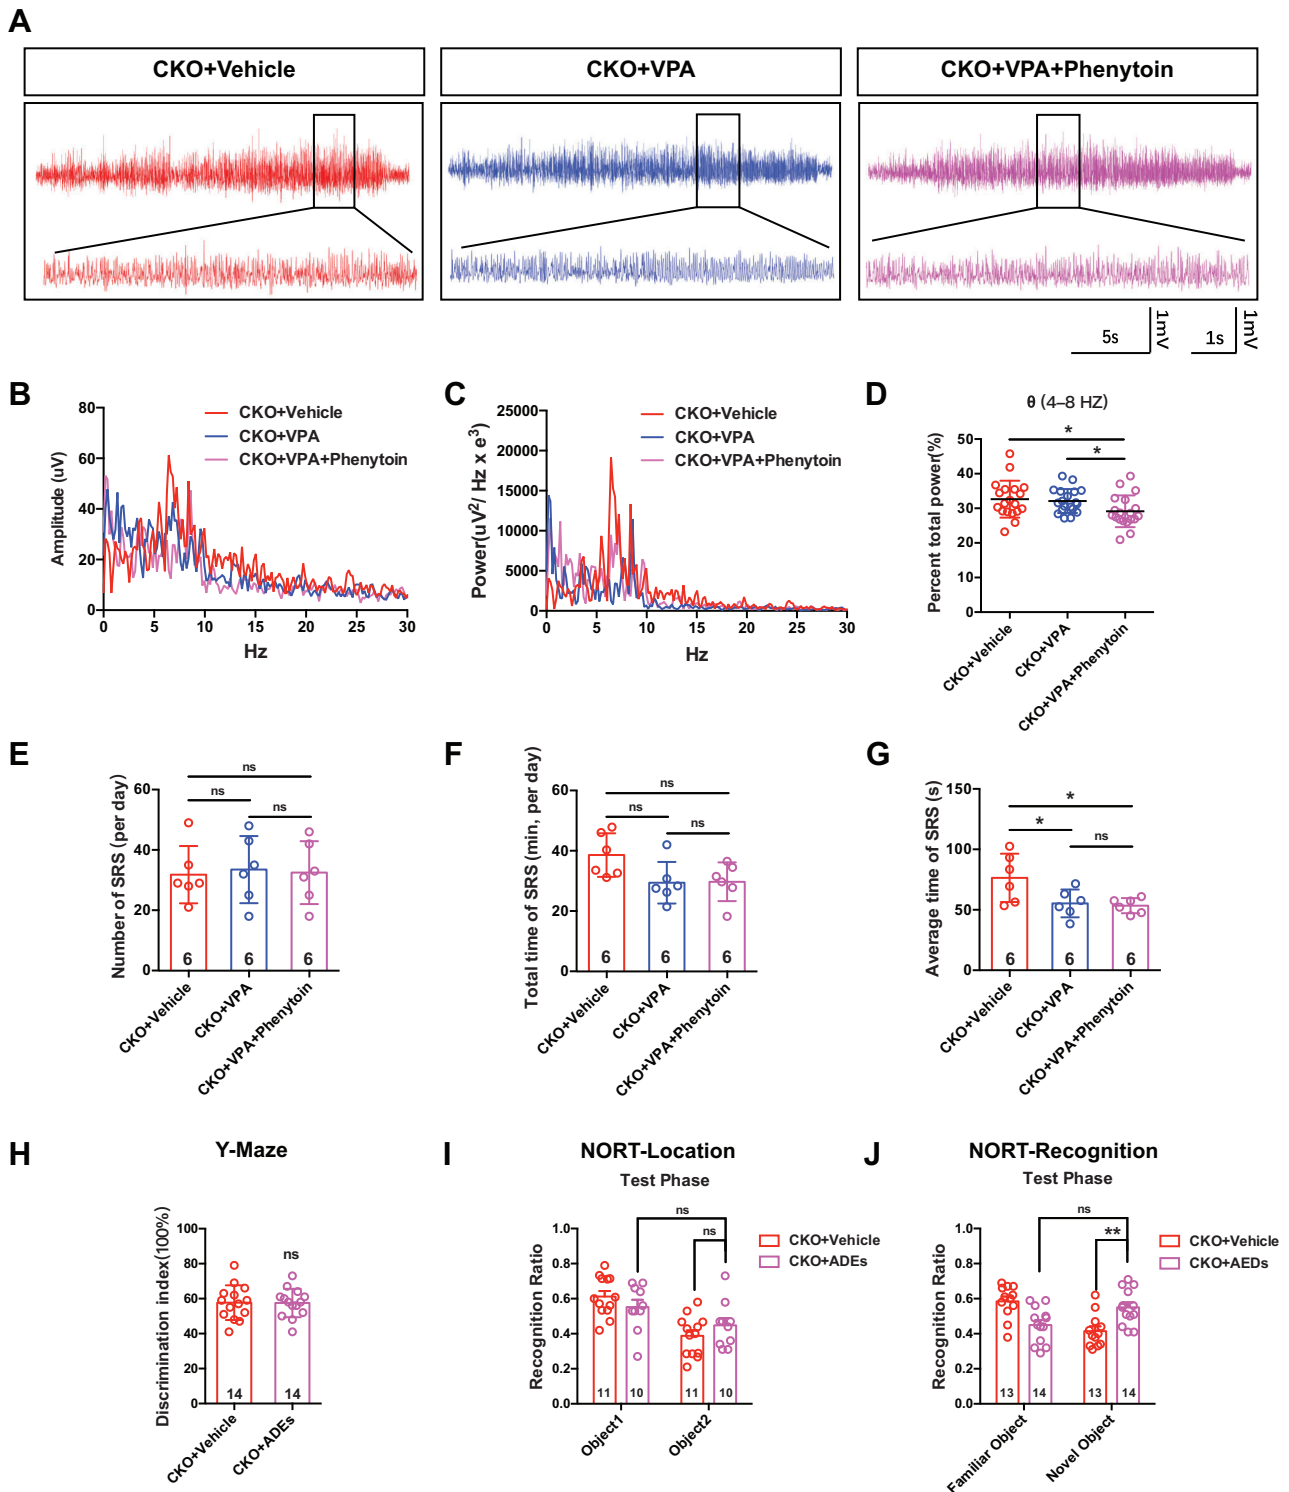 A
CKO+Vehicle
CKO+VPA
CKO+VPA+Phenytoin
5s
1mV
1s
1mV
B
Amplitude (uV)
80
60
40
20
0
0 5 10 15 20 25 30
Hz
CKO+Vehicle
CKO+VPA
CKO+VPA+Phenytoin
C
Power(uV2/ Hz x e3)
25000
20000
15000
10000
5000
0
0 5 10 15 20 25 30
Hz
CKO+Vehicle
CKO+VPA
CKO+VPA+Phenytoin
D
θ (4–8 HZ)
Percent total power(%)
50
40
30
20
10
0
*
*
CKO+Vehicle
CKO+VPA
CKO+VPA+Phenytoin
E
Number of SRS (per day)
60
40
20
0
ns
ns
ns
6 6 6
CKO+Vehicle
CKO+VPA
CKO+VPA+Phenytoin
F
Total time of SRS (min, per day)
60
40
20
0
ns
ns
ns
6 6 6
CKO+Vehicle
CKO+VPA
CKO+VPA+Phenytoin
G
Average time of SRS (s)
150
100
50
0
*
*
ns
6 6 6
CKO+Vehicle
CKO+VPA
CKO+VPA+Phenytoin
H
Y-Maze
Discrimination index(100%)
100
80
60
40
20
0
ns
14 14
CKO+Vehicle
CKO+ADEs
I
NORT-Location
Test Phase
Recognition Ratio
1.0
0.8
0.6
0.4
0.2
0.0
ns
ns
11 10 11 10
Object1
Object2
CKO+Vehicle
CKO+ADEs
J
NORT-Recognition
Test Phase
Recognition Ratio
1.0
0.8
0.6
0.4
0.2
0.0
ns
**
13 14 13 14
Familiar Object
Novel Object
CKO+Vehicle
CKO+AEDs